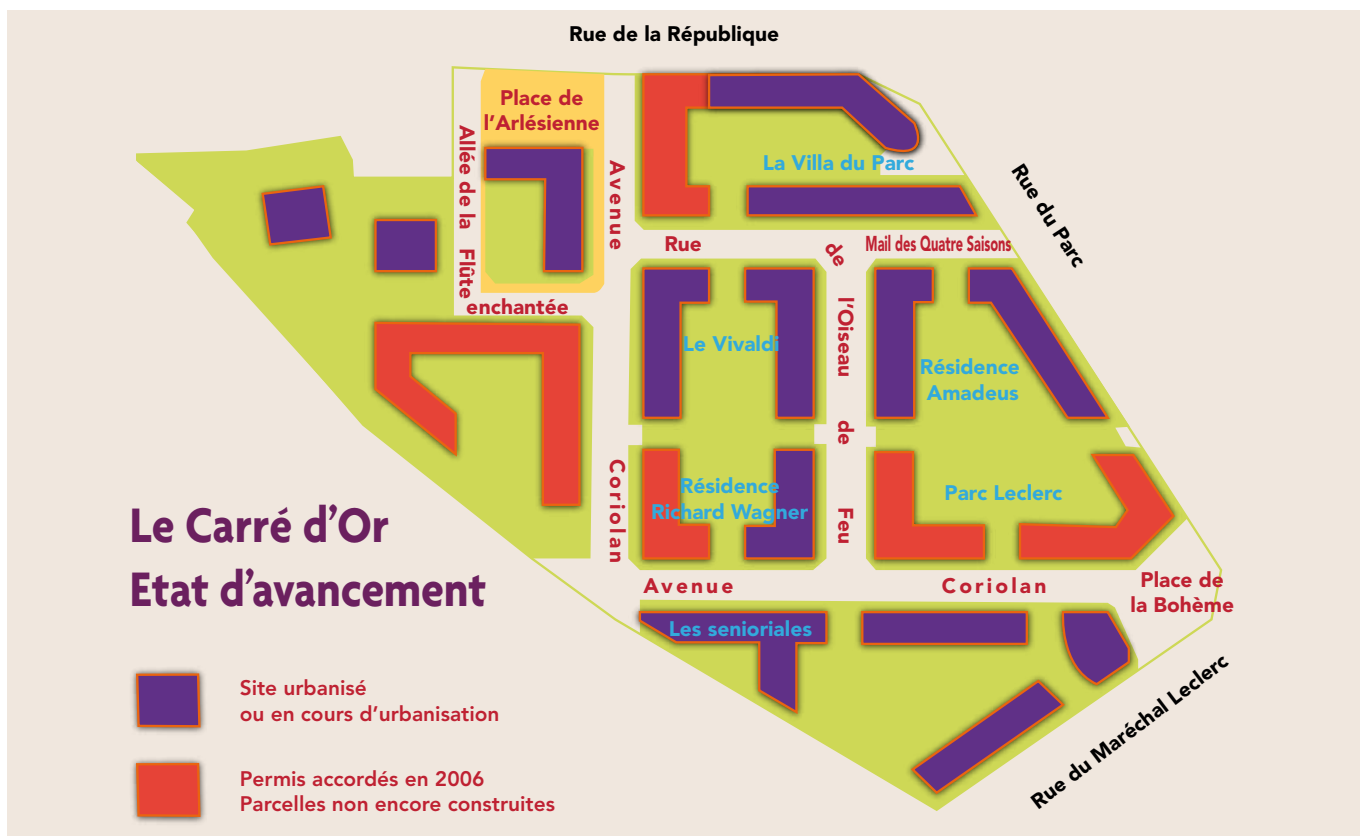 Rue de la République
Place de
l'Arlésienne
Allée de la Flûte
enchantée
Avenue
Coriolan
La Villa du Parc
Rue du Parc
Rue
de
l'Oiseau
de
Feu
Mail des Quatre Saisons
Le Vivaldi
Résidence
Amadeus
Résidence
Richard Wagner
Parc Leclerc
Avenue
Coriolan
Place de
la Bohème
Les senioriales
Rue du Maréchal Leclerc
Le Carré d'Or
Etat d'avancement
Site urbanisé
ou en cours d'urbanisation
Permis accordés en 2006
Parcelles non encore construites